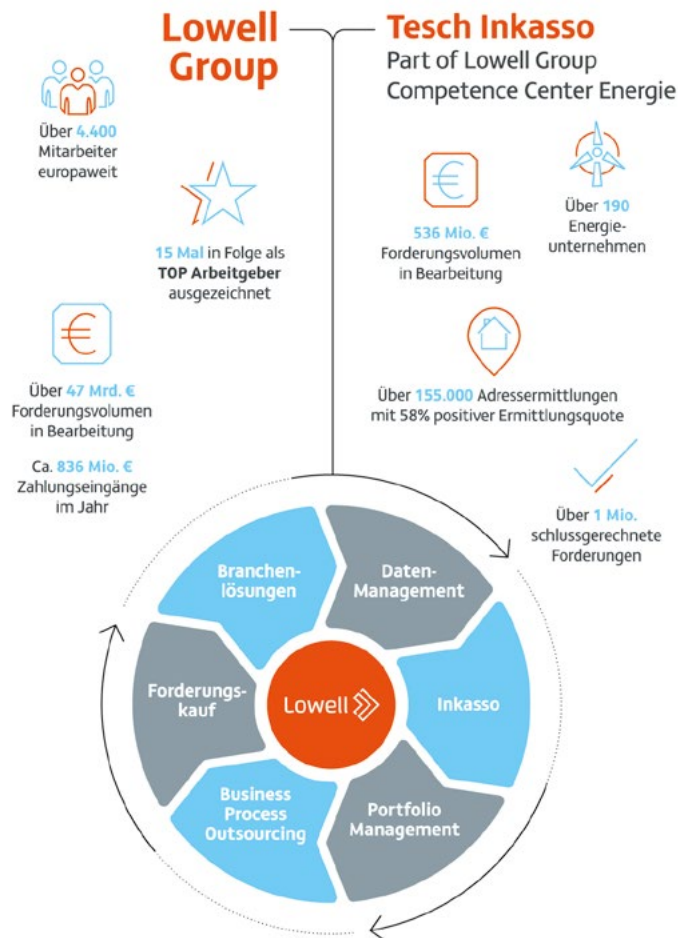 Lowell
Group
Tesch Inkasso
Part of Lowell Group
Competence Center Energie
Über 4.400
Mitarbeiter
europaweit
15 Mal in Folge als
TOP Arbeitgeber
ausgezeichnet
Über 47 Mrd. €
Forderungsvolumen
in Bearbeitung
Ca. 836 Mio. €
Zahlungseingänge
im Jahr
536 Mio. €
Forderungsvolumen
in Bearbeitung
Über 190
Energie-
unternehmen
Über 155.000 Adressermittlungen
mit 58% positiver Ermittlungsquote
Über 1 Mio.
schlussgerechnete
Forderungen
Branchen-
lösungen
Daten-
Management
Forderungs-
kauf
Lowell
Inkasso
Business
Process
Outsourcing
Portfolio
Management